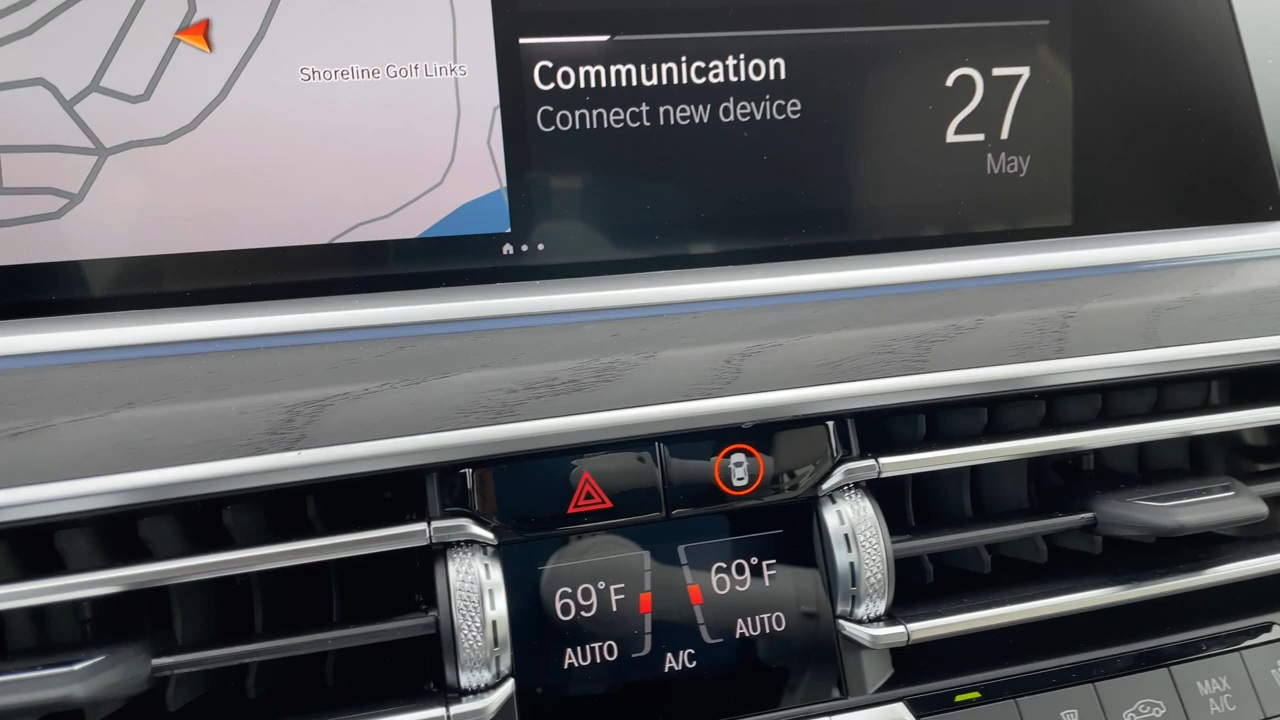 Shoreline Golf Links
Communication
Connect new device
27
May
69°F
AUTO
69°F
AUTO
A/C
MAX
A/C